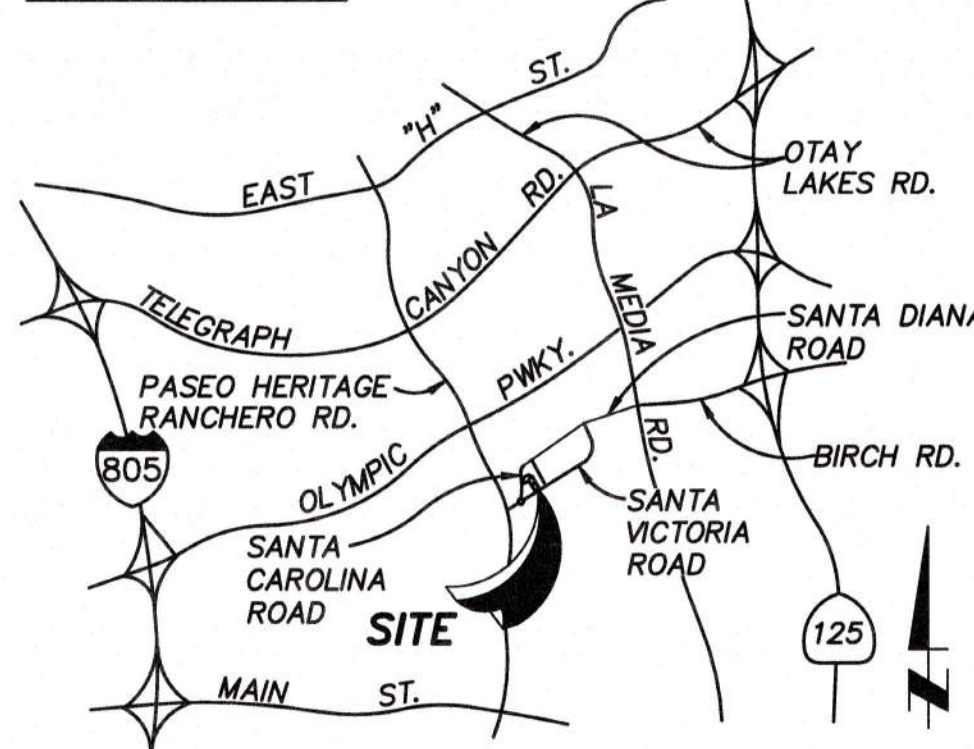 EAST "H" ST.
OTAY
LAKES RD.
TELEGRAPH CANYON RD.
LA MEDIA RD.
SANTA DIANA
ROAD
PASEO HERITAGE
RANCHERO RD.
OLYMPIC PWKY.
BIRCH RD.
805
SANTA
VICTORIA
ROAD
SANTA
CAROLINA
ROAD
SITE
125
MAIN ST.
N